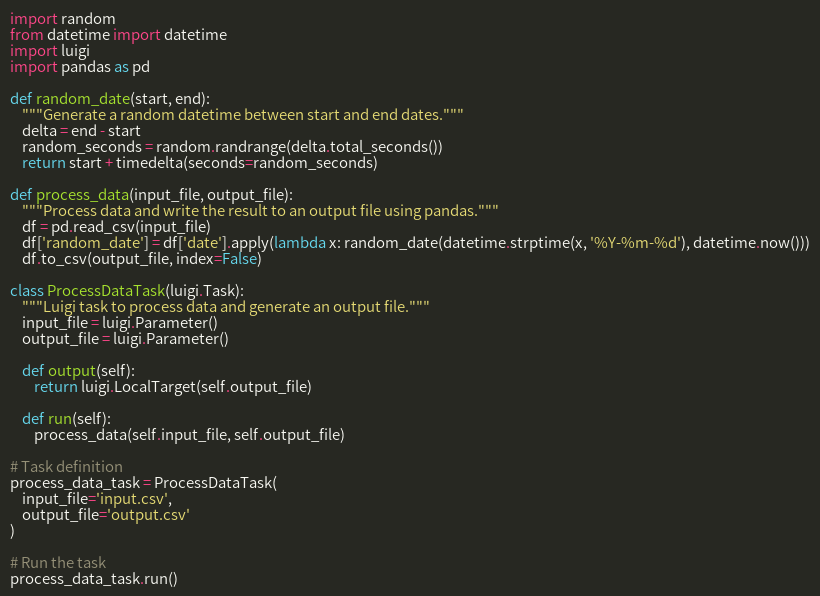 import random
from datetime import datetime
import luigi
import pandas as pd

def random_date(start, end):
    """Generate a random datetime between start and end dates."""
    delta = end - start
    random_seconds = random.randrange(delta.total_seconds())
    return start + timedelta(seconds=random_seconds)

def process_data(input_file, output_file):
    """Process data and write the result to an output file using pandas."""
    df = pd.read_csv(input_file)
    df['random_date'] = df['date'].apply(lambda x: random_date(datetime.strptime(x, '%Y-%m-%d'), datetime.now()))
    df.to_csv(output_file, index=False)

class ProcessDataTask(luigi.Task):
    """Luigi task to process data and generate an output file."""
    input_file = luigi.Parameter()
    output_file = luigi.Parameter()

    def output(self):
        return luigi.LocalTarget(self.output_file)

    def run(self):
        process_data(self.input_file, self.output_file)

# Task definition
process_data_task = ProcessDataTask(
    input_file='input.csv',
    output_file='output.csv'
)

# Run the task
process_data_task.run()